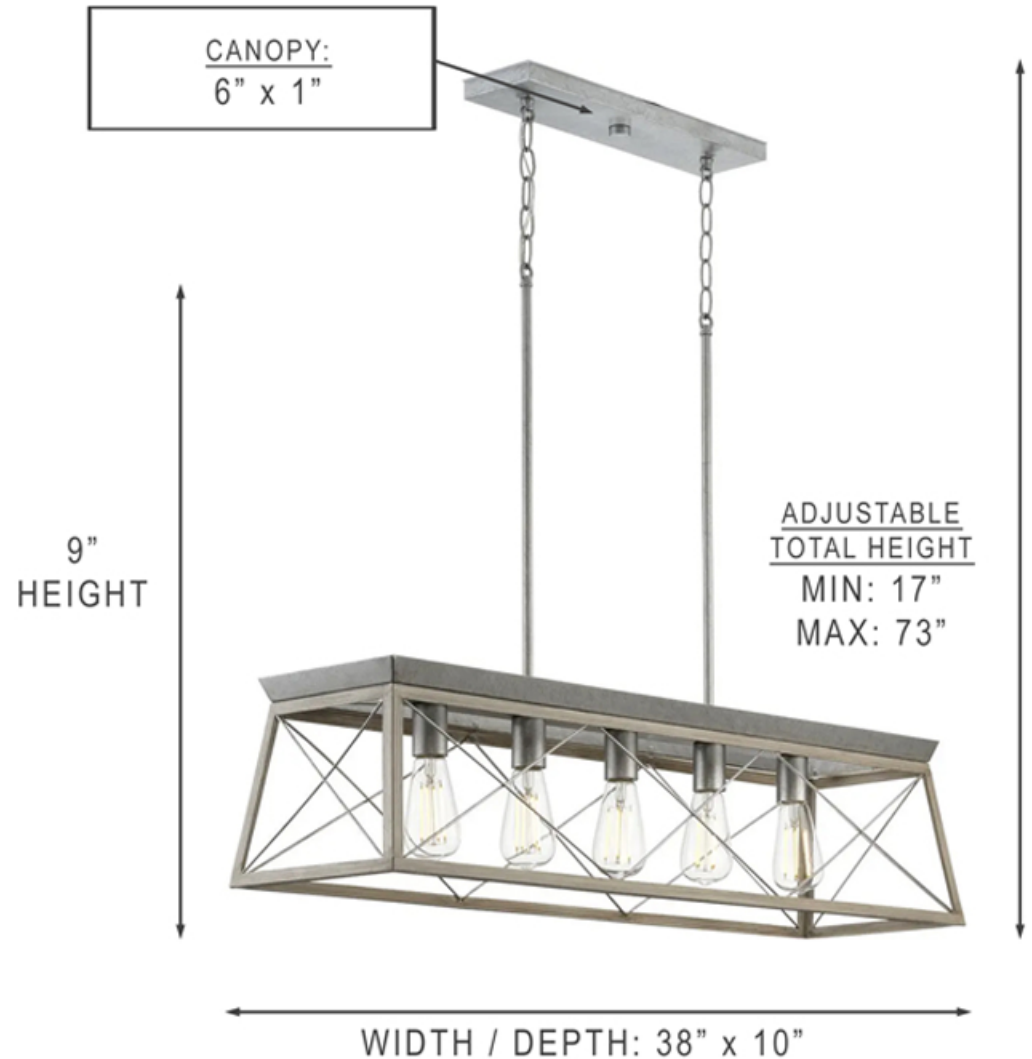 CANOPY:
6” x 1”
9”
HEIGHT
ADJUSTABLE
TOTAL HEIGHT
MIN: 17”
MAX: 73”
WIDTH / DEPTH: 38” x 10”